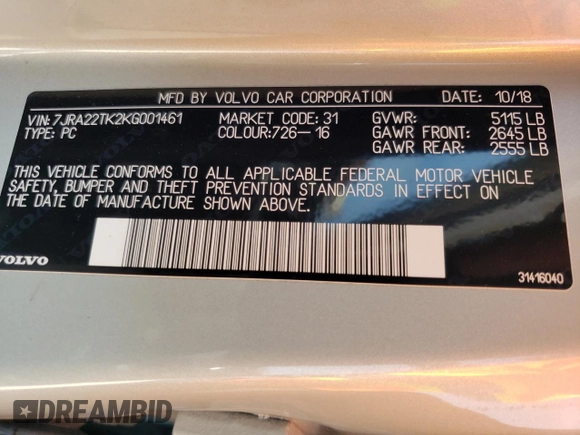 MFD BY VOLVO CAR CORPORATION DATE: 10/18
VIN: 7JRA22TK2KG001461 MARKET CODE: 31 GVWR: 5115 LB
TYPE: PC COLOUR: 726-16 GAWR FRONT: 2645 LB
GAWR REAR: 2555 LB
THIS VEHICLE CONFORMS TO ALL APPLICABLE FEDERAL MOTOR VEHICLE
SAFETY, BUMPER AND THEFT PREVENTION STANDARDS IN EFFECT ON
THE DATE OF MANUFACTURE SHOWN ABOVE.
VOLVO
31416040
DREAMBID